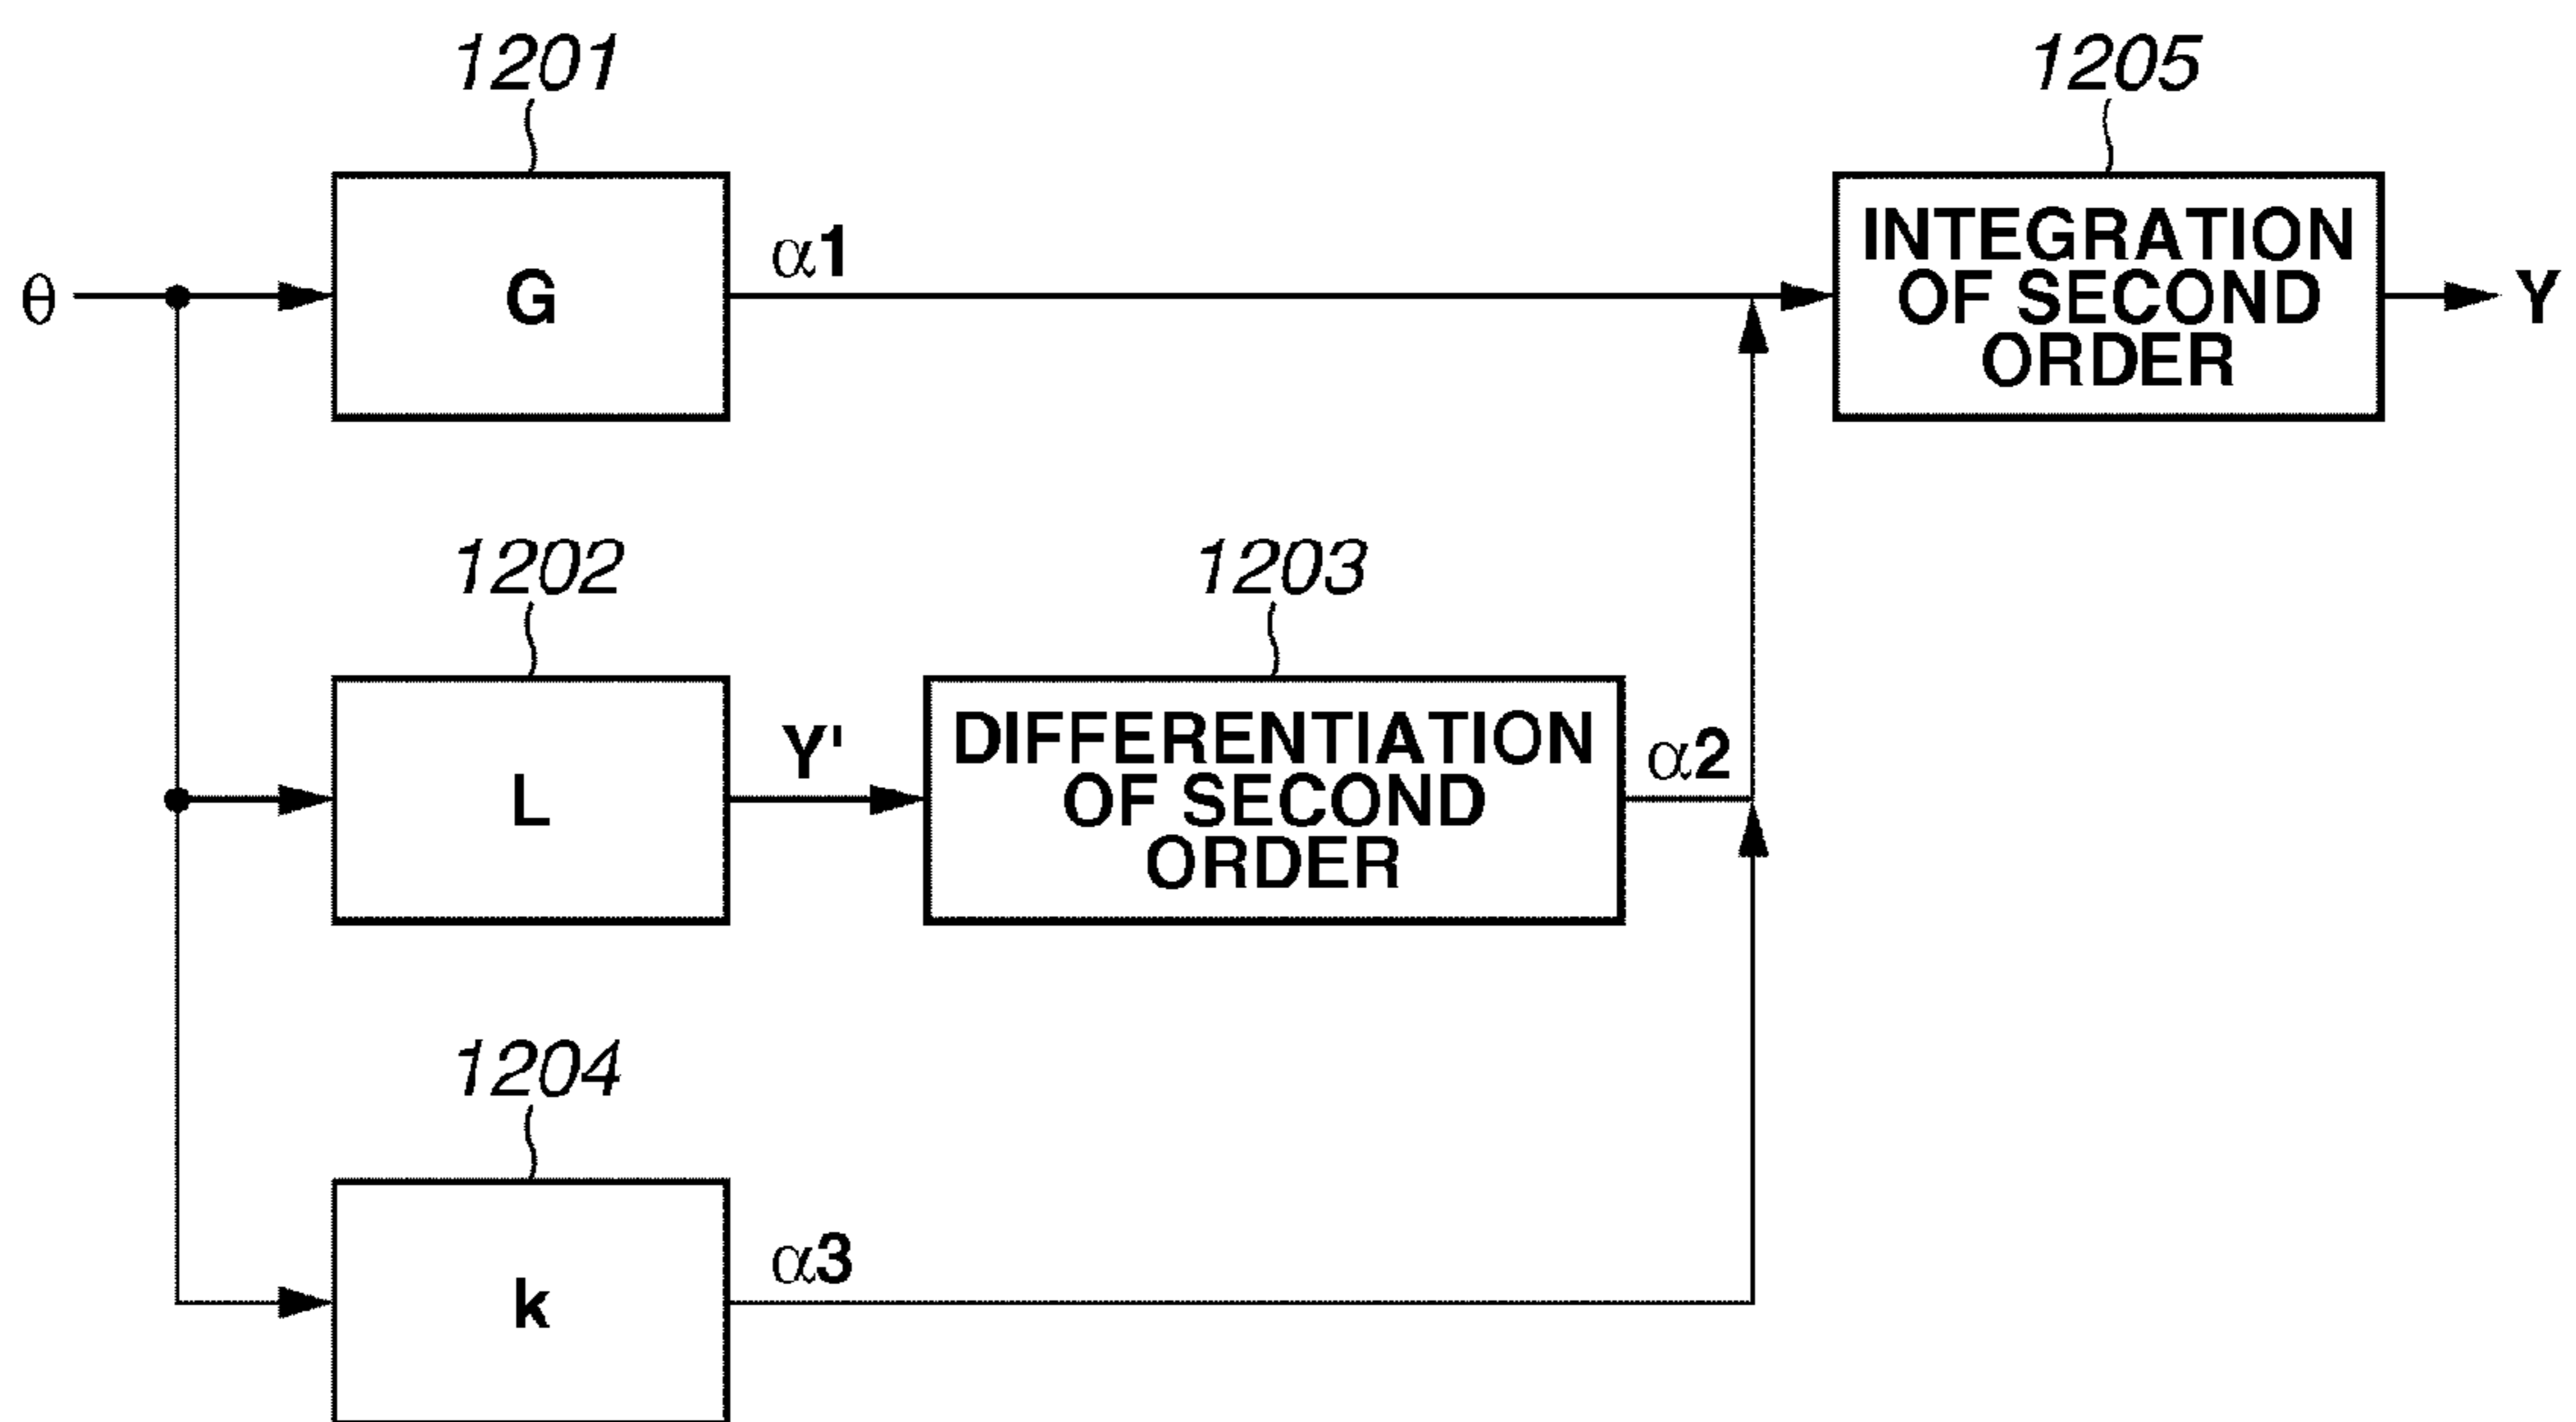 1201
1205
θ
G
α1
INTEGRATION
OF SECOND
ORDER
Y
1202
1203
L
Y'
DIFFERENTIATION
OF SECOND
ORDER
α2
1204
k
α3